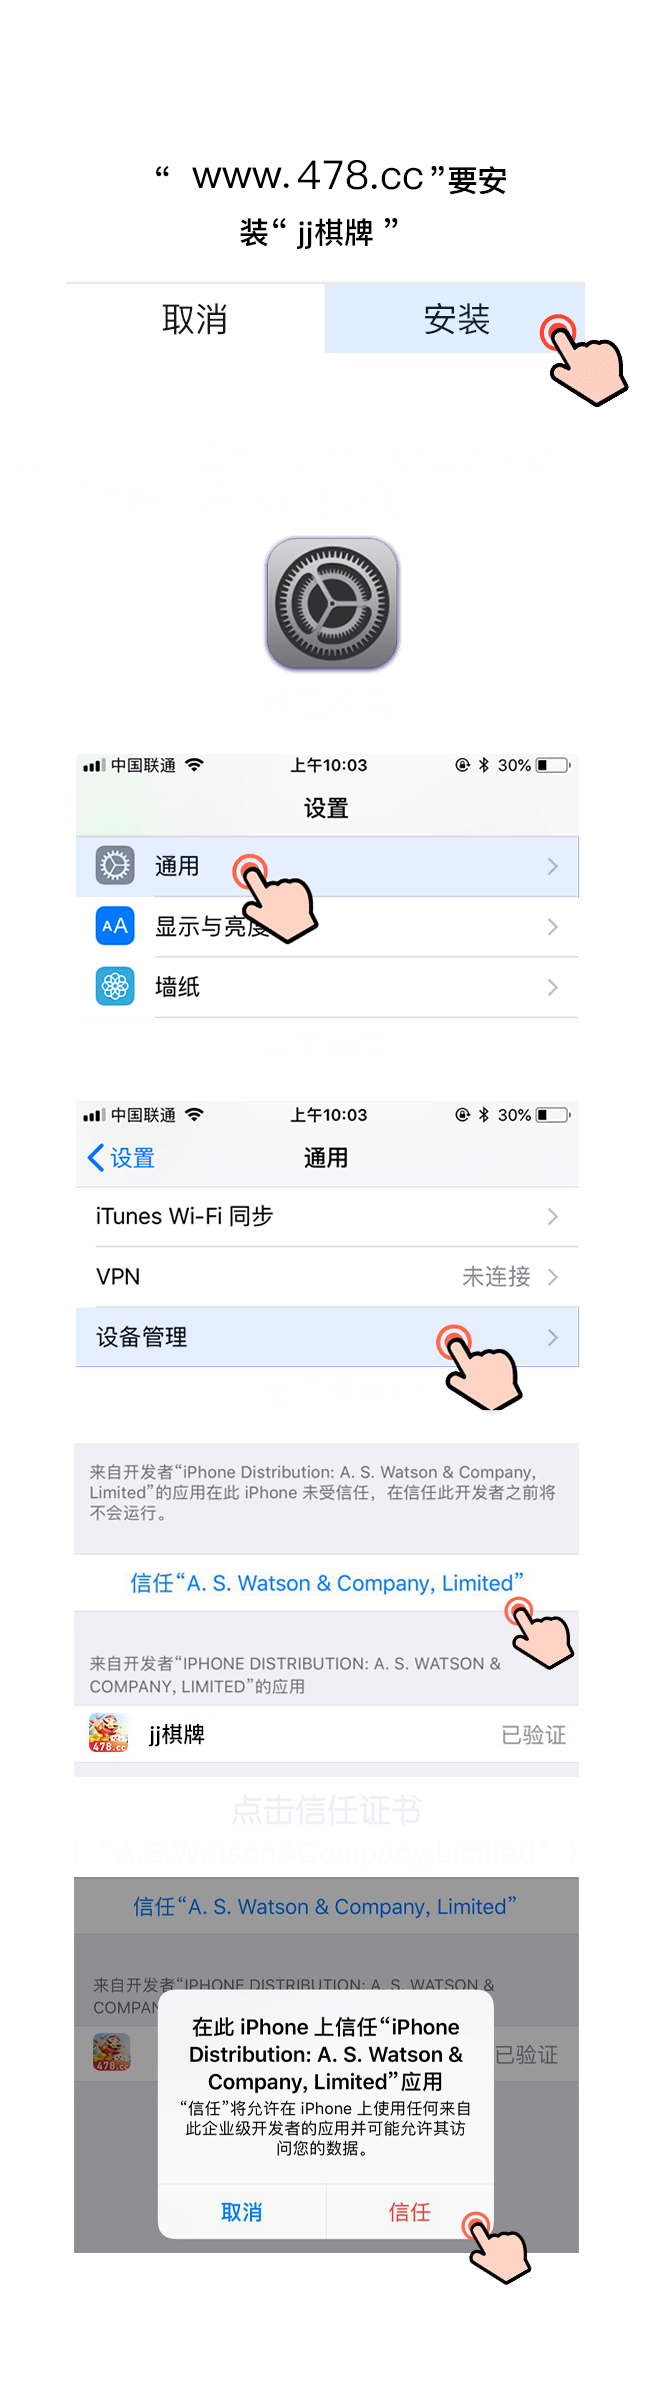 “ www.478.cc ”要安
装“ jj棋牌 ”
取消 安装
中国联通 上午10:03 30%
设置
通用
AA 显示与亮度
墙纸
中国联通 上午10:03 30%
设置 通用
iTunes Wi-Fi 同步
VPN 未连接
设备管理
来自开发者“iPhone Distribution: A. S. Watson & Company,
Limited”的应用在此 iPhone 未受信任，在信任此开发者之前将
不会运行。
信任“A. S. Watson & Company, Limited”
来自开发者“IPHONE DISTRIBUTION: A. S. WATSON &
COMPANY, LIMITED”的应用
478.cc jj棋牌 已验证
点击信任证书
“A.S.Watson&Company,Limited”
信任“A. S. Watson & Company, Limited”
来自开发者“IPHONE DISTRIBUTION: A. S. WATSON &
COMPAN
478.cc 已验证
在此 iPhone 上信任“iPhone
Distribution: A. S. Watson &
Company, Limited”应用
“信任”将允许在 iPhone 上使用任何来自
此企业级开发者的应用并可能允许其访
问您的数据。
取消 信任